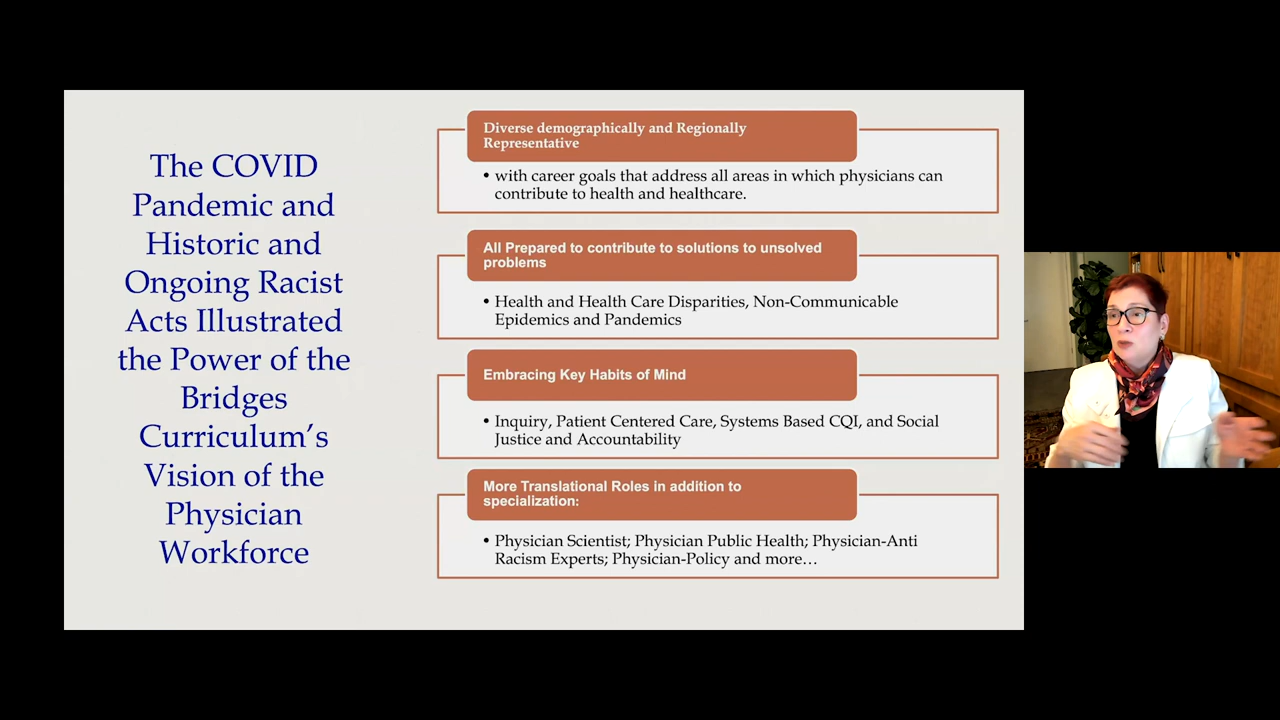 The COVID
Pandemic and
Historic and
Ongoing Racist
Acts Illustrated
the Power of the
Bridges
Curriculum’s
Vision of the
Physician
Workforce
Diverse demographically and Regionally
Representative
• with career goals that address all areas in which physicians can
contribute to health and healthcare.
All Prepared to contribute to solutions to unsolved
problems
• Health and Health Care Disparities, Non-Communicable
Epidemics and Pandemics
Embracing Key Habits of Mind
• Inquiry, Patient Centered Care, Systems Based CQI, and Social
Justice and Accountability
More Translational Roles in addition to
specialization:
• Physician Scientist; Physician Public Health; Physician-Anti
Racism Experts; Physician-Policy and more…